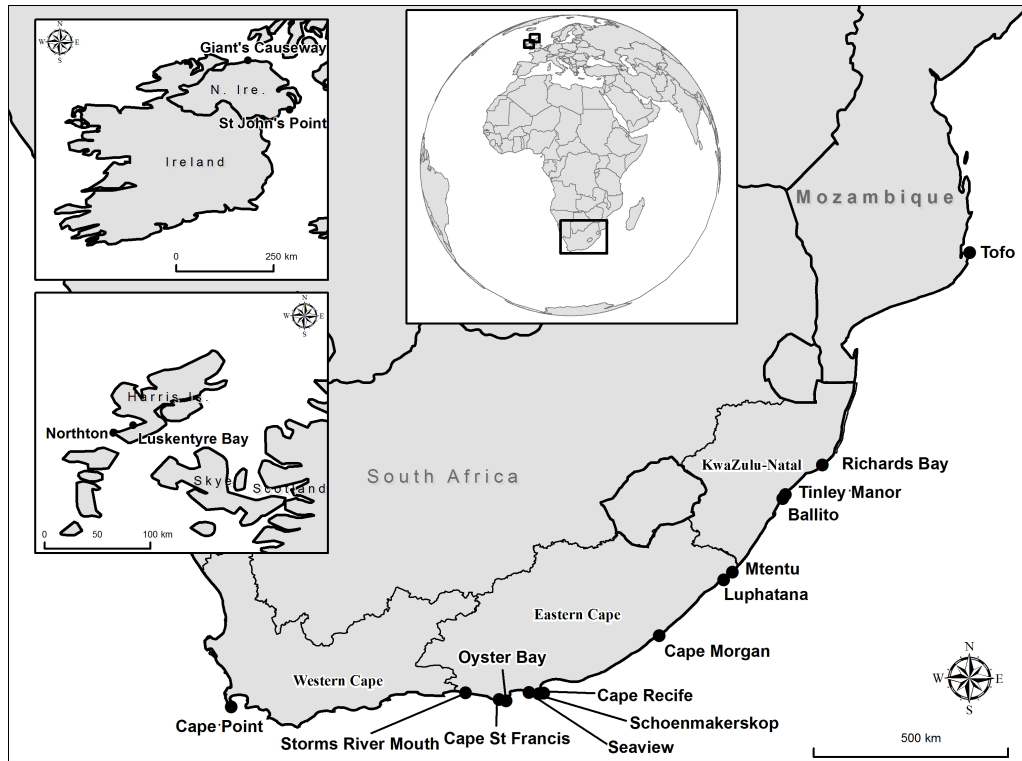 N
W E
S
Giant's Causeway
N. Ire.
St John's Point
Ireland
0 250 km
N
W E
S
Harris Is.
Northton
Luskentyre Bay
Skye
Scotland
0 50 100 km
Mozambique
Tofo
South Africa
KwaZulu-Natal
Richards Bay
Tinley Manor
Ballito
Mtentu
Luphatana
Eastern Cape
Cape Morgan
Oyster Bay
Western Cape
Cape Recife
Cape Point
Schoenmakerskop
Storms River Mouth
Cape St Francis
Seaview
N
W E
S
500 km